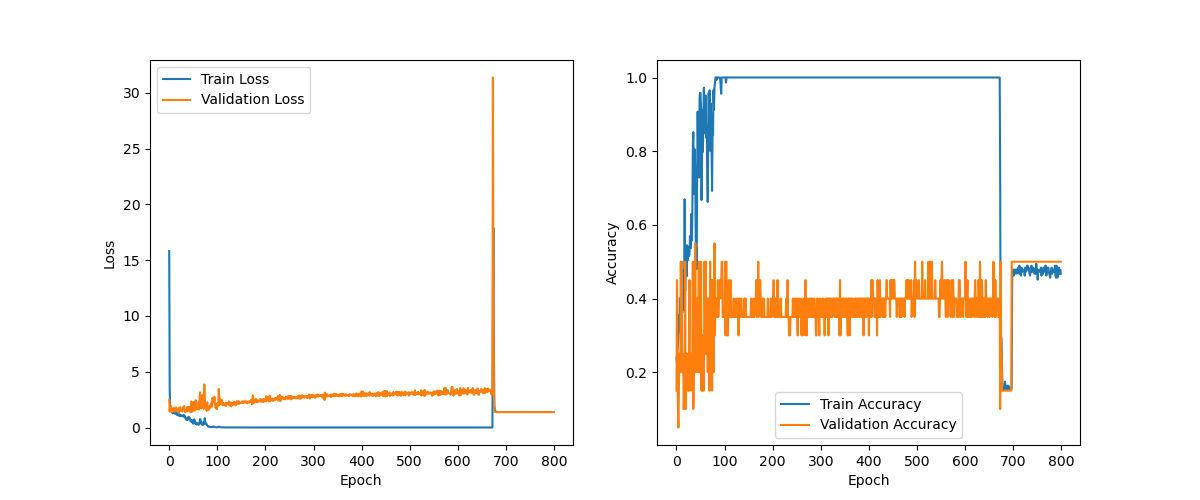 Train Loss
Validation Loss
30
25
20
15
10
5
0
Loss
0 100 200 300 400 500 600 700 800
Epoch
1.0
0.8
0.6
0.4
0.2
Accuracy
Train Accuracy
Validation Accuracy
0 100 200 300 400 500 600 700 800
Epoch